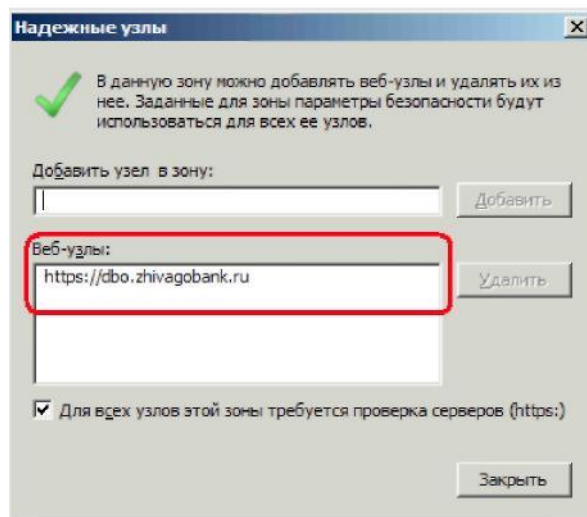 Надежные узлы
В данную зону можно добавлять веб-узлы и удалять их из
нее. Заданные для зоны параметры безопасности будут
использоваться для всех ее узлов.
Добавить узел в зону:
Добавить
Веб-узлы:
https://dbo.zhivagobank.ru
Удалить
Для всех узлов этой зоны требуется проверка серверов (https:)
Закрыть